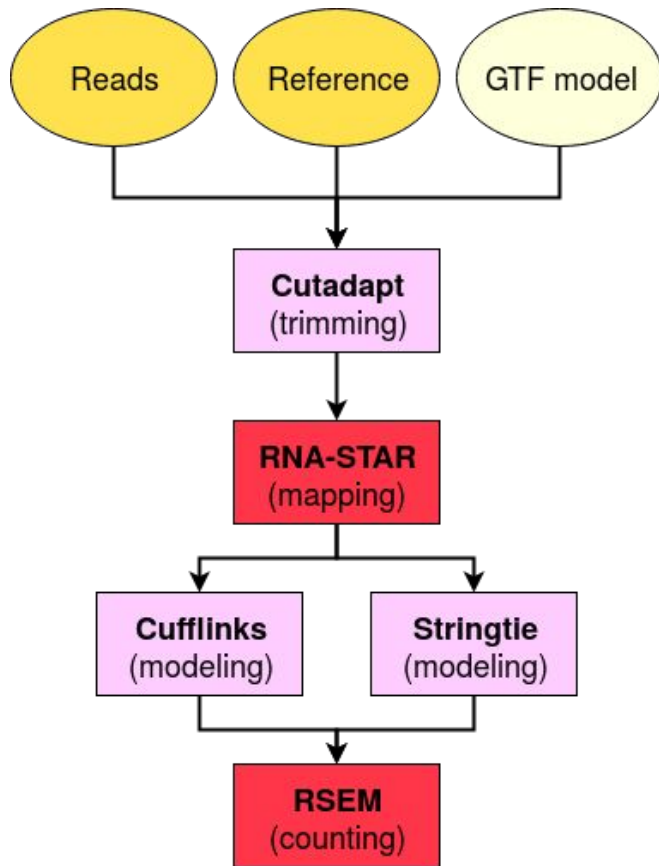 Reads
Reference
GTF model
Cutadapt
(trimming)
RNA-STAR
(mapping)
Cufflinks
(modeling)
Stringtie
(modeling)
RSEM
(counting)